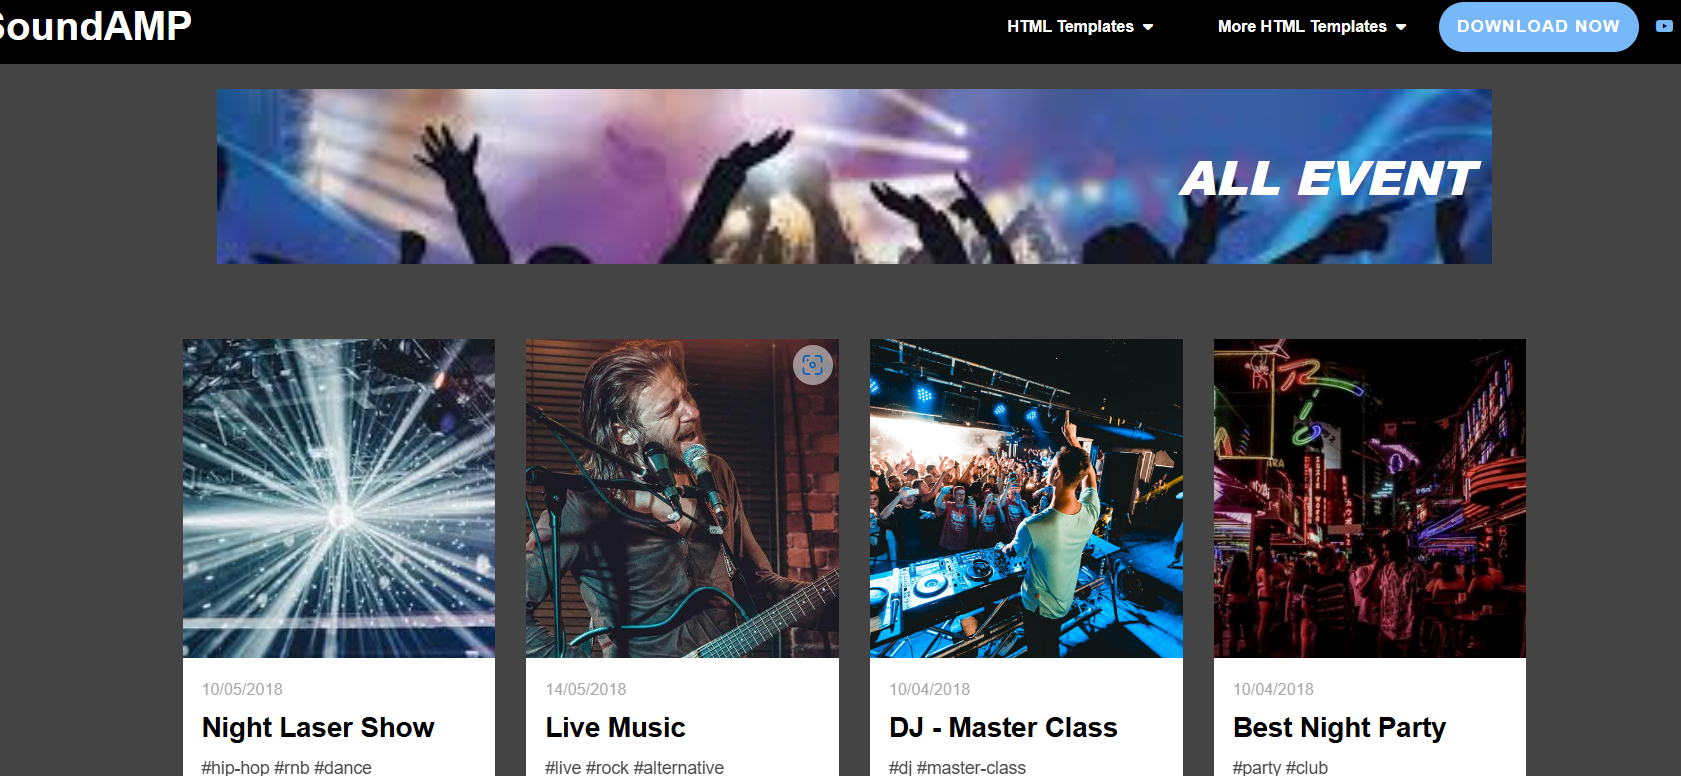 SoundAMP
HTML Templates
More HTML Templates
DOWNLOAD NOW
ALL EVENT
10/05/2018
Night Laser Show
#hip-hop #rnb #dance
14/05/2018
Live Music
#live #rock #alternative
10/04/2018
DJ - Master Class
#dj #master-class
10/04/2018
Best Night Party
#party #club